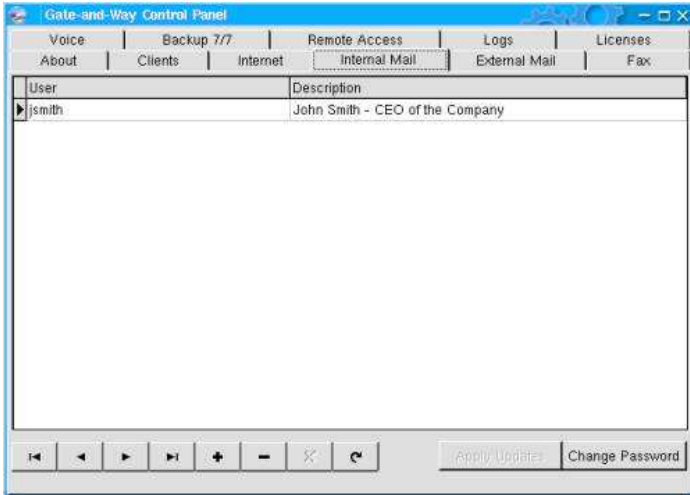 Gate-and-Way Control Panel
Voice Backup 7/7 Remote Access Logs Licenses
About Clients Internet Internal Mail External Mail Fax
User Description
jsmith John Smith - CEO of the Company
Apply Updates Change Password